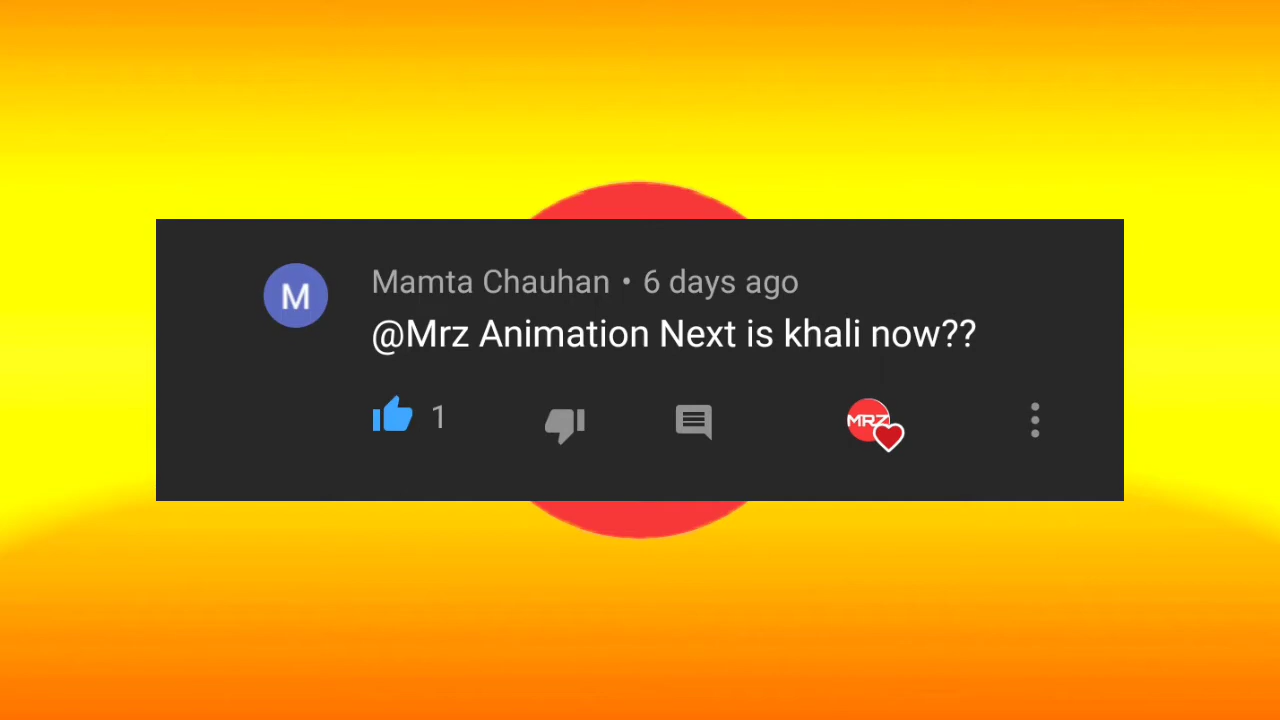 M
Mamta Chauhan • 6 days ago
@Mrz Animation Next is khali now??
1
MRZ